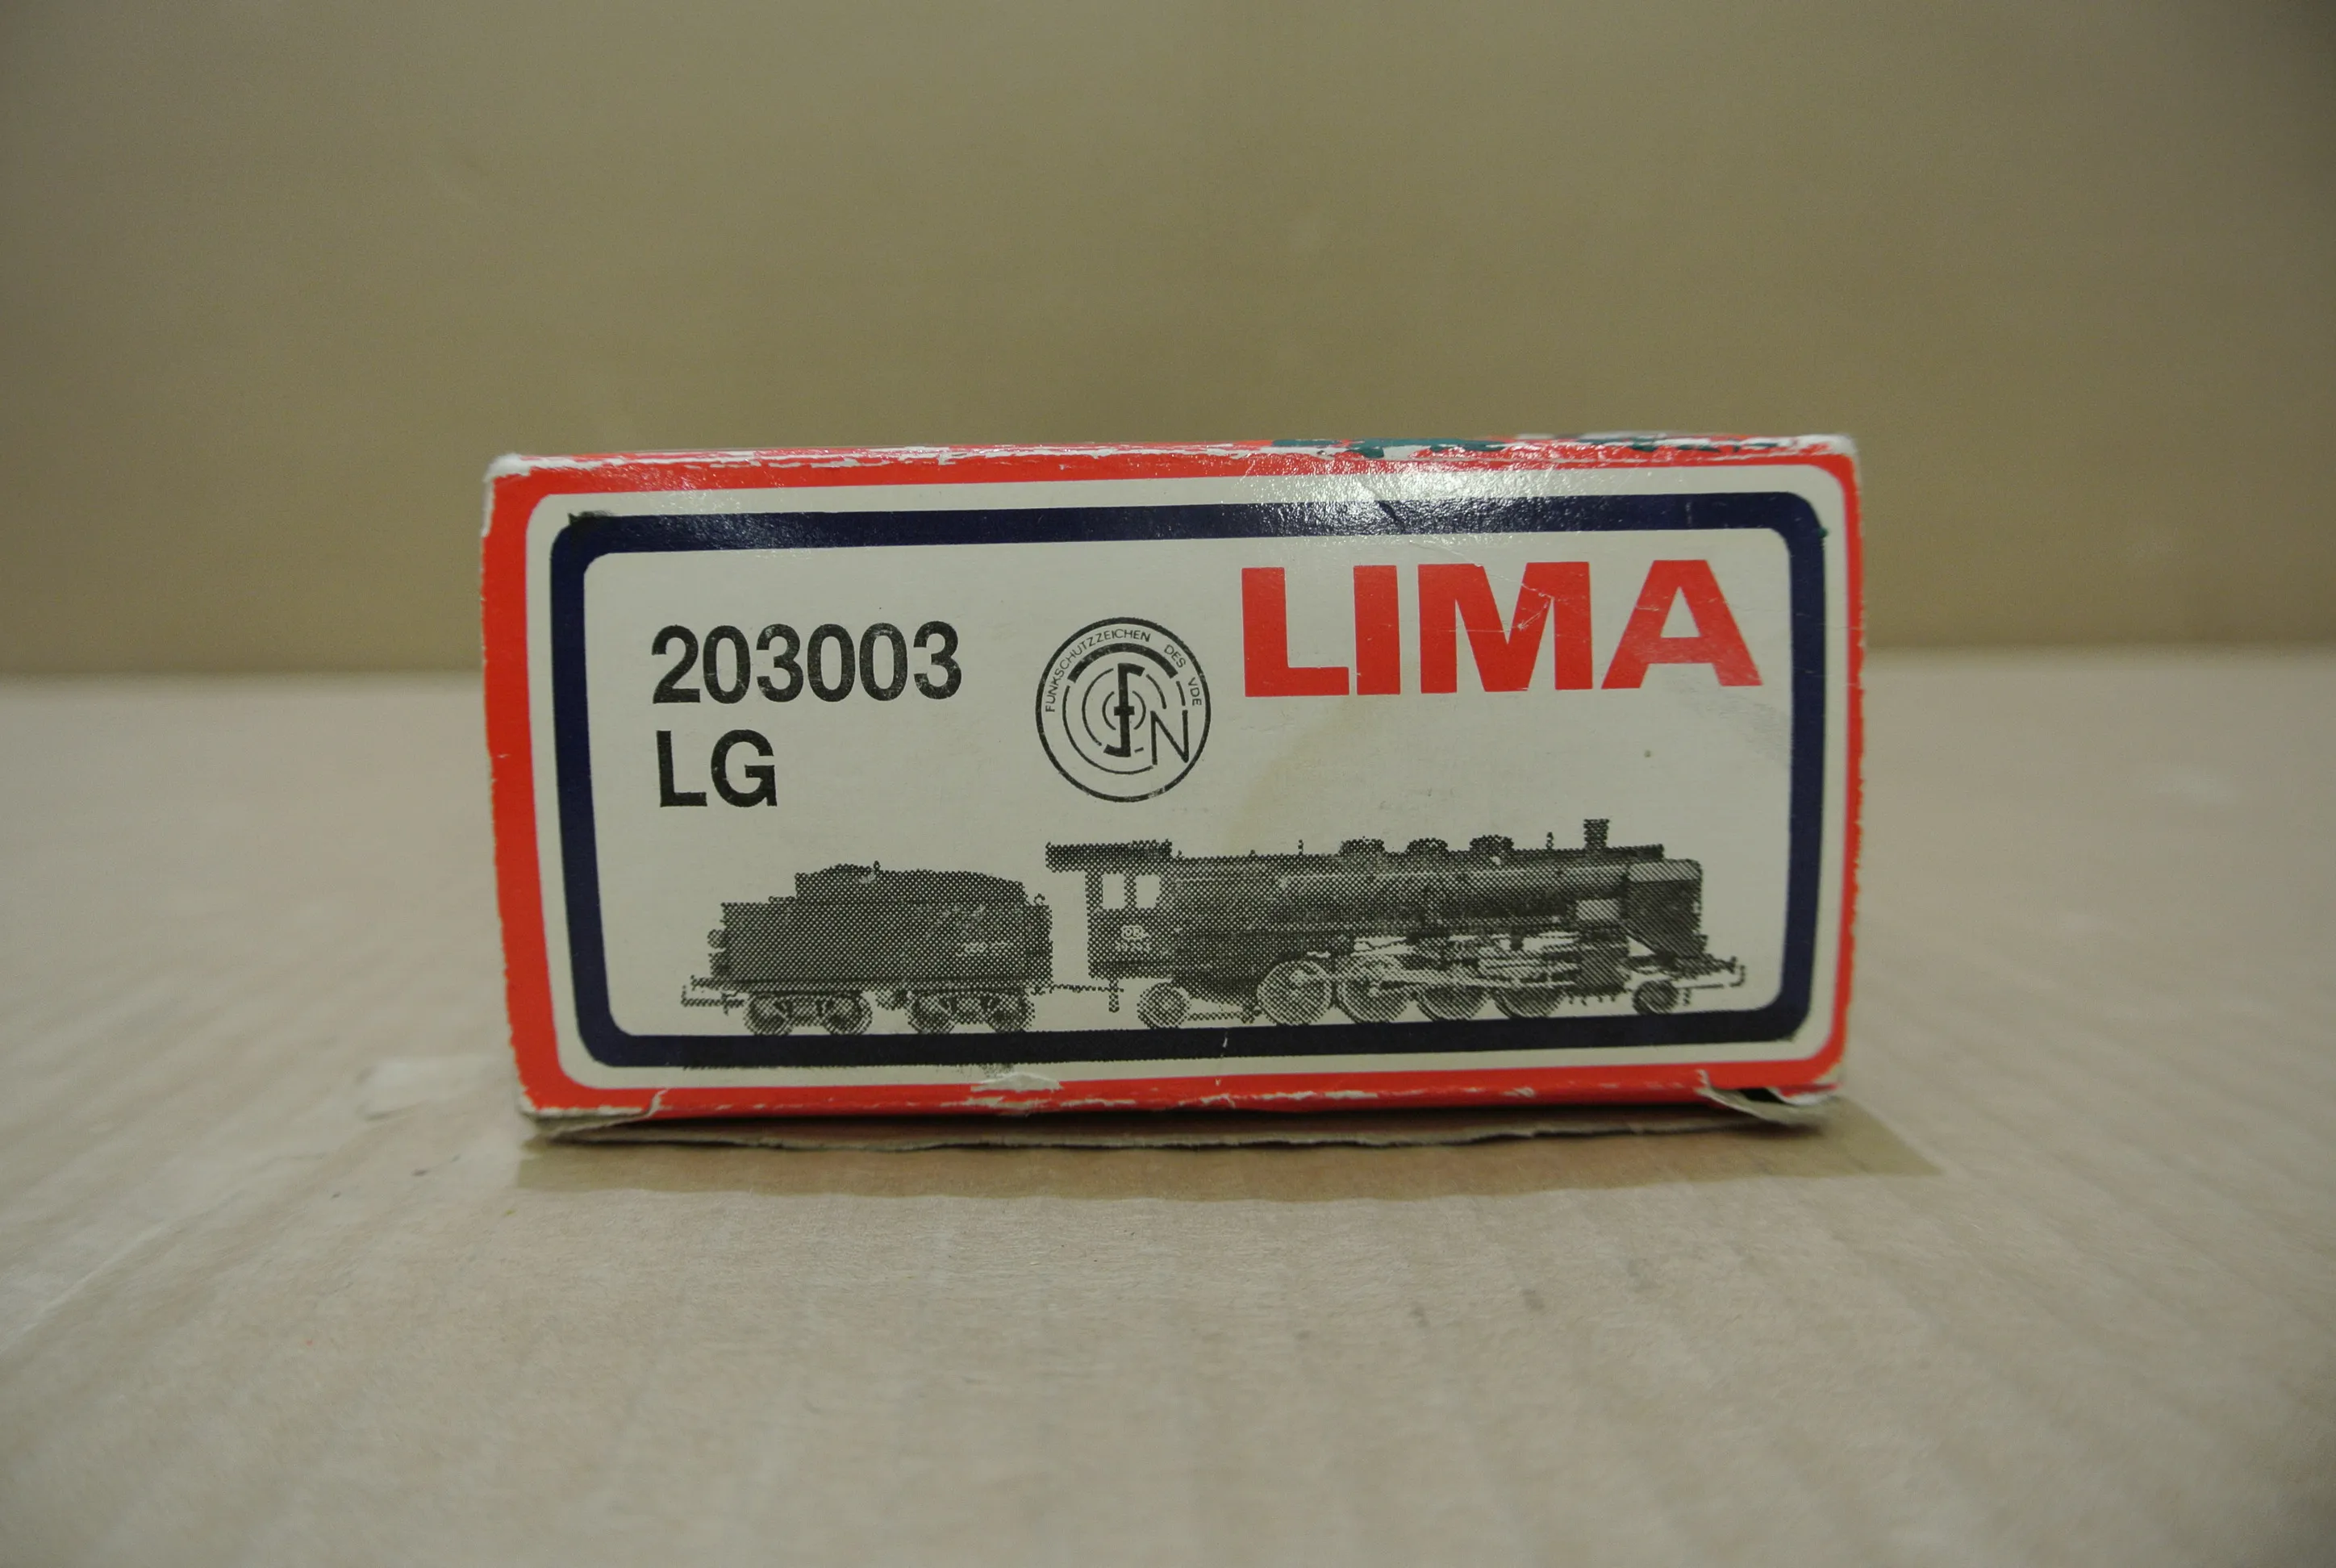 203003
LG
FUNKSCHUTZZEICHEN DES VDE
N
LIMA